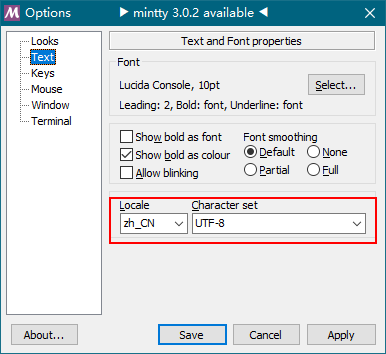 Options
▶ mintty 3.0.2 available ◀
Looks
Text
Keys
Mouse
Window
Terminal
Text and Font properties
Font
Lucida Console, 10pt
Select...
Leading: 2, Bold: font, Underline: font
Show bold as font
Show bold as colour
Allow blinking
Font smoothing
Default
None
Partial
Full
Locale
Character set
zh_CN
UTF-8
About...
Save
Cancel
Apply